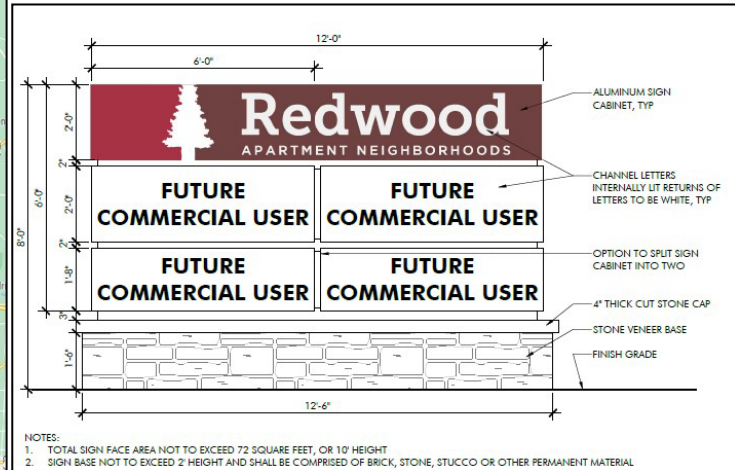 12'-0"
6'-0"
8'-0"
6'-0"
2'-0"
2"
2'-0"
2"
1'-8"
3"
1'-6"
Redwood
APARTMENT NEIGHBORHOODS
FUTURE
COMMERCIAL USER
FUTURE
COMMERCIAL USER
FUTURE
COMMERCIAL USER
FUTURE
COMMERCIAL USER
ALUMINUM SIGN
CABINET, TYP
CHANNEL LETTERS
INTERNALLY LIT RETURNS OF
LETTERS TO BE WHITE, TYP
OPTION TO SPLIT SIGN
CABINET INTO TWO
4" THICK CUT STONE CAP
STONE VENEER BASE
FINISH GRADE
12'-6"
NOTES:
1. TOTAL SIGN FACE AREA NOT TO EXCEED 72 SQUARE FEET, OR 10' HEIGHT
2. SIGN BASE NOT TO EXCEED 2' HEIGHT AND SHALL BE COMPRISED OF BRICK, STONE, STUCCO OR OTHER PERMANENT MATERIAL